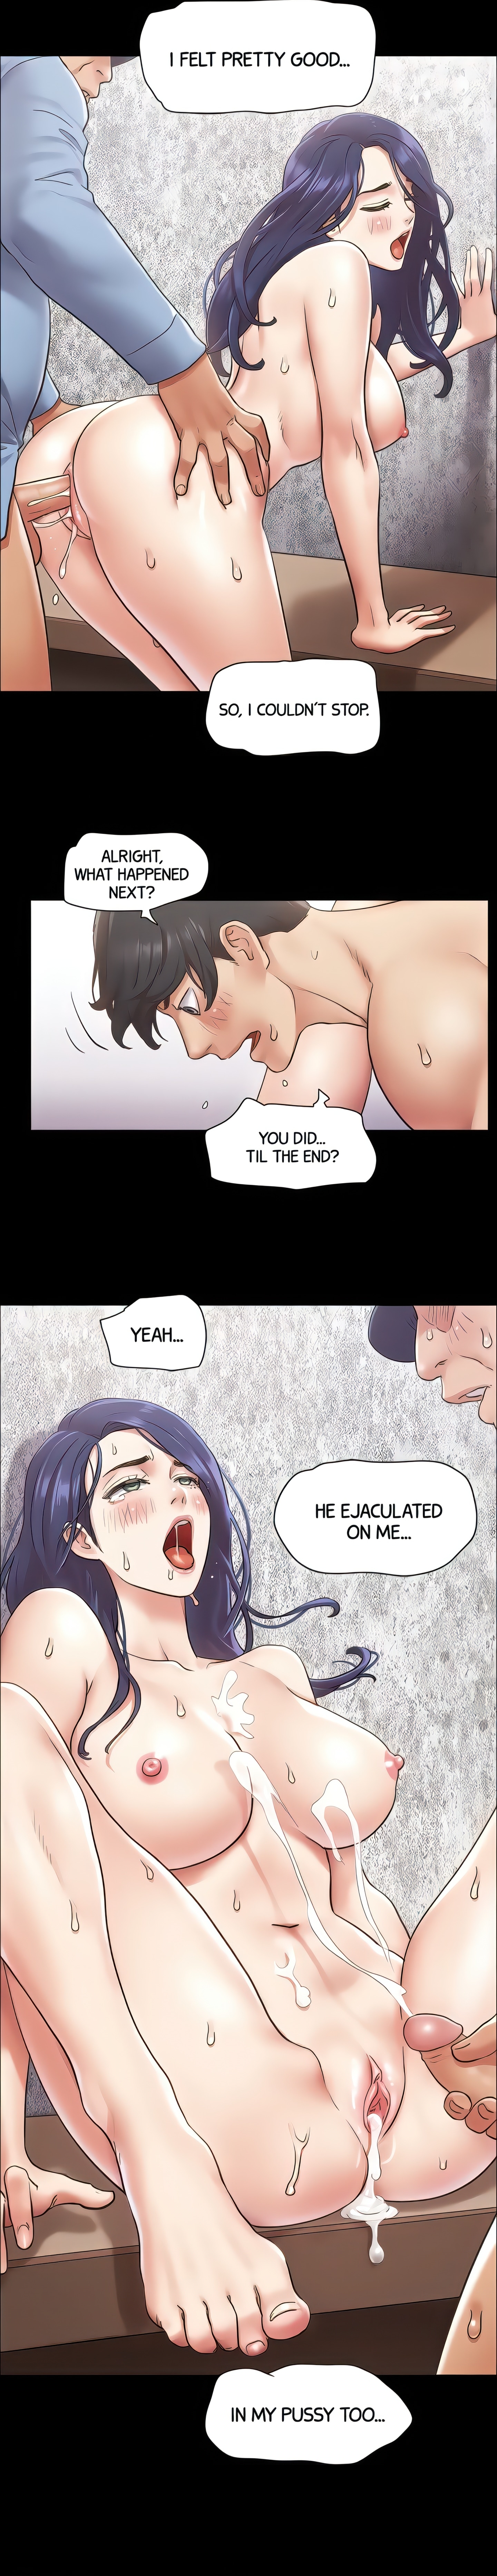 I FELT PRETTY GOOD...
SO, I COULDN'T STOP.
ALRIGHT,
WHAT HAPPENED
NEXT?
YOU DID...
TIL THE END?
YEAH...
HE EJACULATED
ON ME...
IN MY PUSSY TOO...